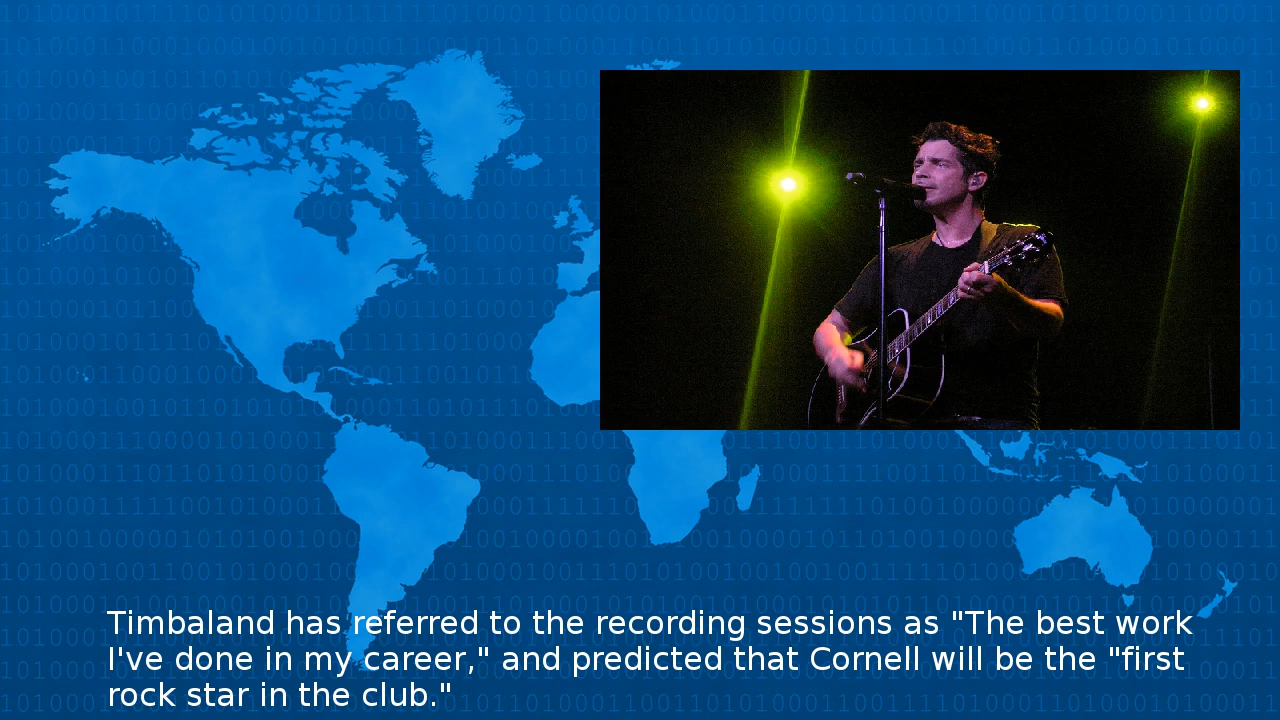 Timbaland has referred to the recording sessions as "The best work
I've done in my career," and predicted that Cornell will be the "first
rock star in the club."